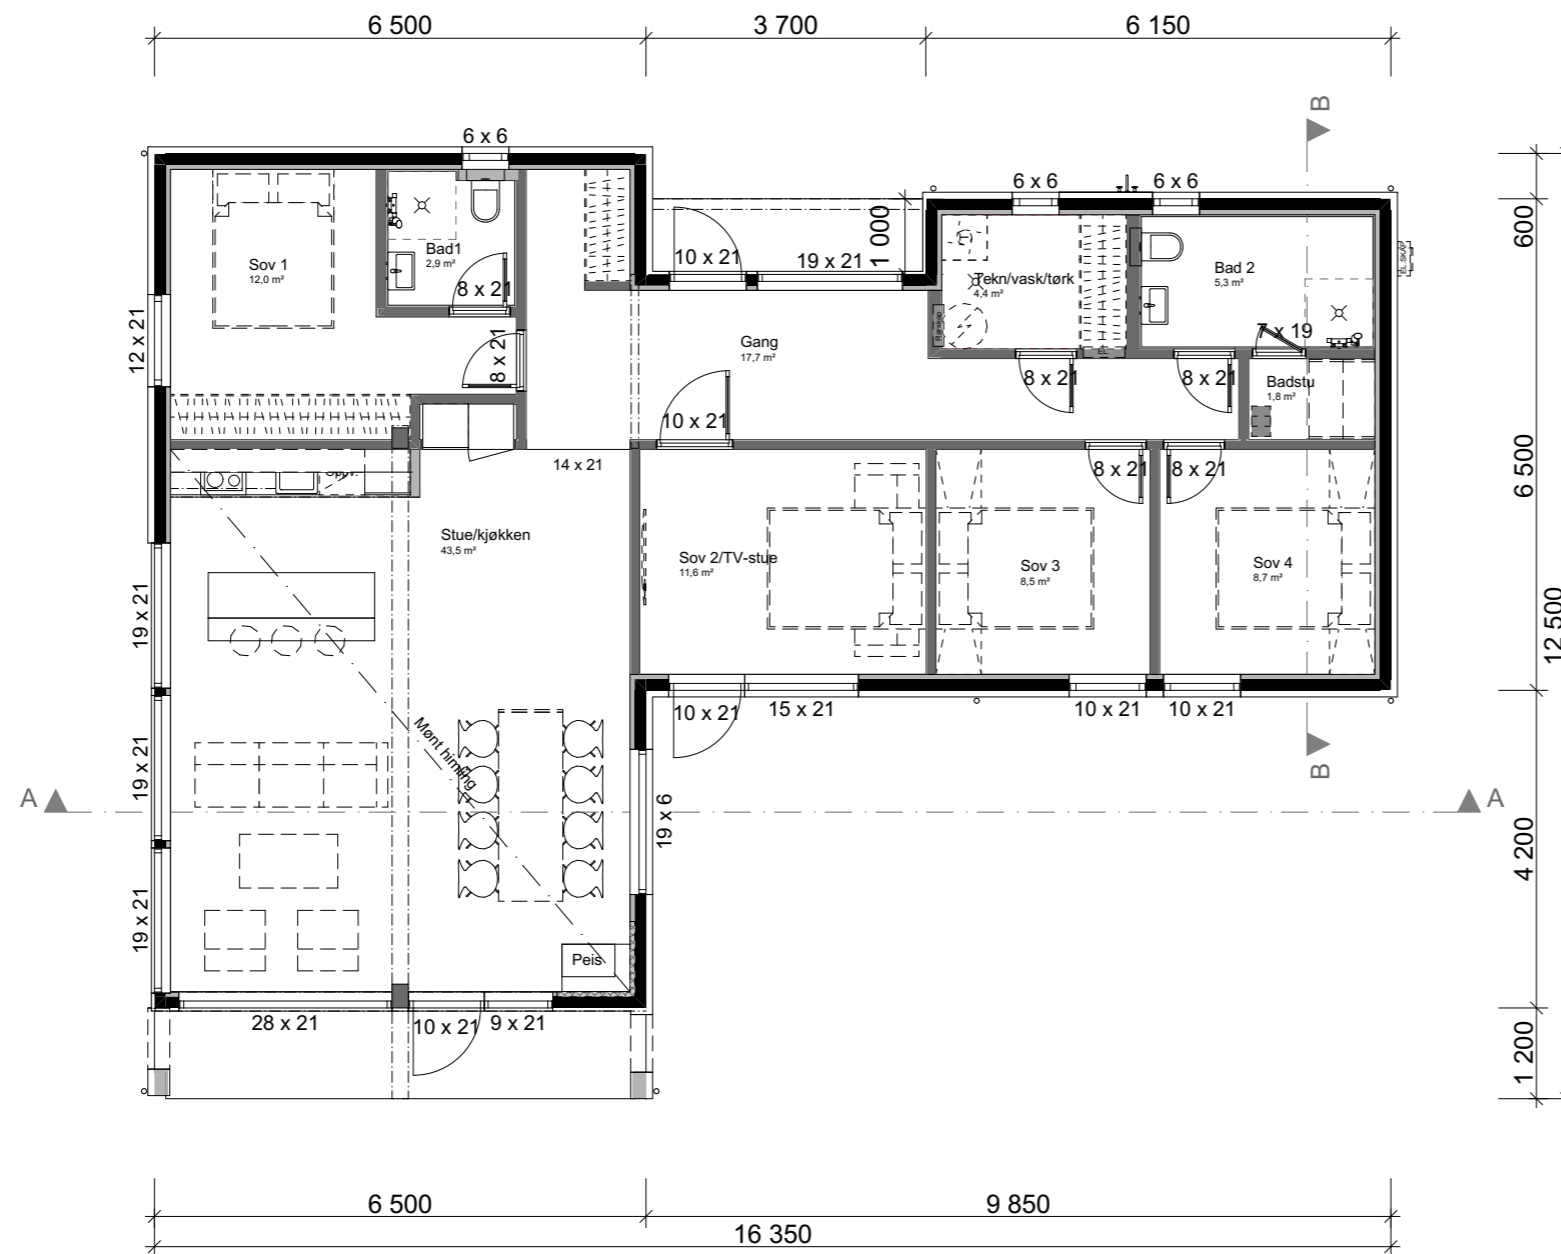 6 500
3 700
6 150
B
6 x 6
6 x 6
6 x 6
10 x 21
19 x 21
1 000
600
EL.SKAP
Bad1
2,9 m²
Sov 1
12,0 m²
8 x 21
Tekn/vask/tørk
4,4 m²
Bad 2
5,3 m²
12 x 21
8 x 21
Gang
17,7 m²
7 x 19
8 x 21
8 x 21
Badstu
1,8 m²
10 x 21
14 x 21
8 x 21
8 x 21
6 500
Stue/kjøkken
43,5 m²
Sov 2/TV-stue
11,6 m²
Sov 3
8,5 m²
Sov 4
8,7 m²
19 x 21
12 500
10 x 21
15 x 21
10 x 21
10 x 21
Mønt himling
19 x 21
B
A
A
19 x 6
4 200
19 x 21
Peis
28 x 21
10 x 21
9 x 21
1 200
6 500
9 850
16 350